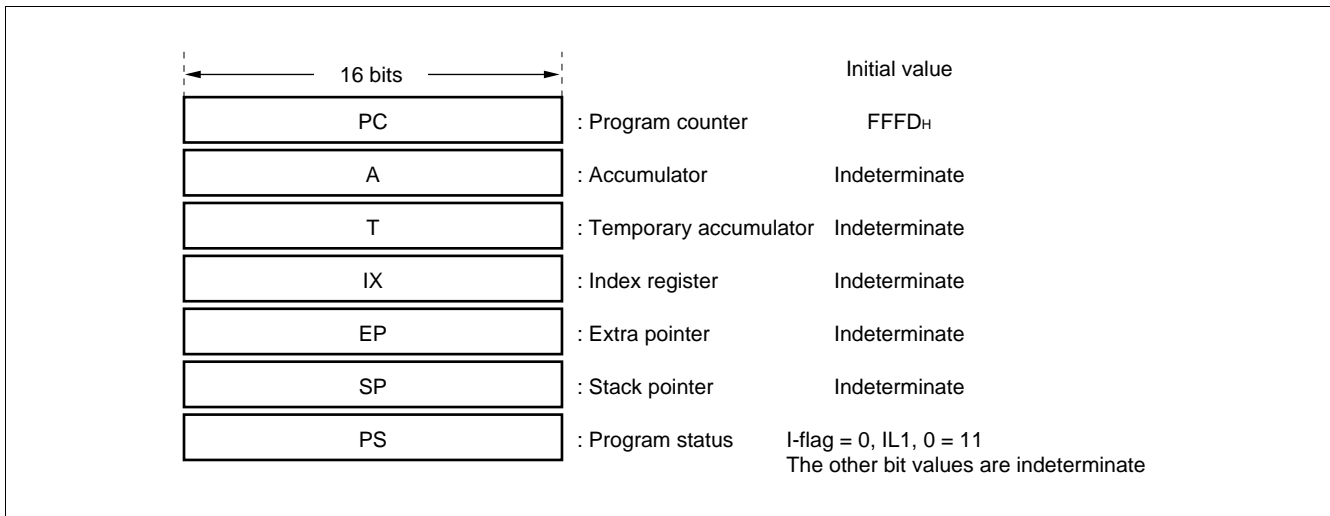 16 bits Initial value
PC : Program counter FFFDH
A : Accumulator Indeterminate
T : Temporary accumulator Indeterminate
IX : Index register Indeterminate
EP : Extra pointer Indeterminate
SP : Stack pointer Indeterminate
PS : Program status I-flag = 0, IL1, 0 = 11
The other bit values are indeterminate